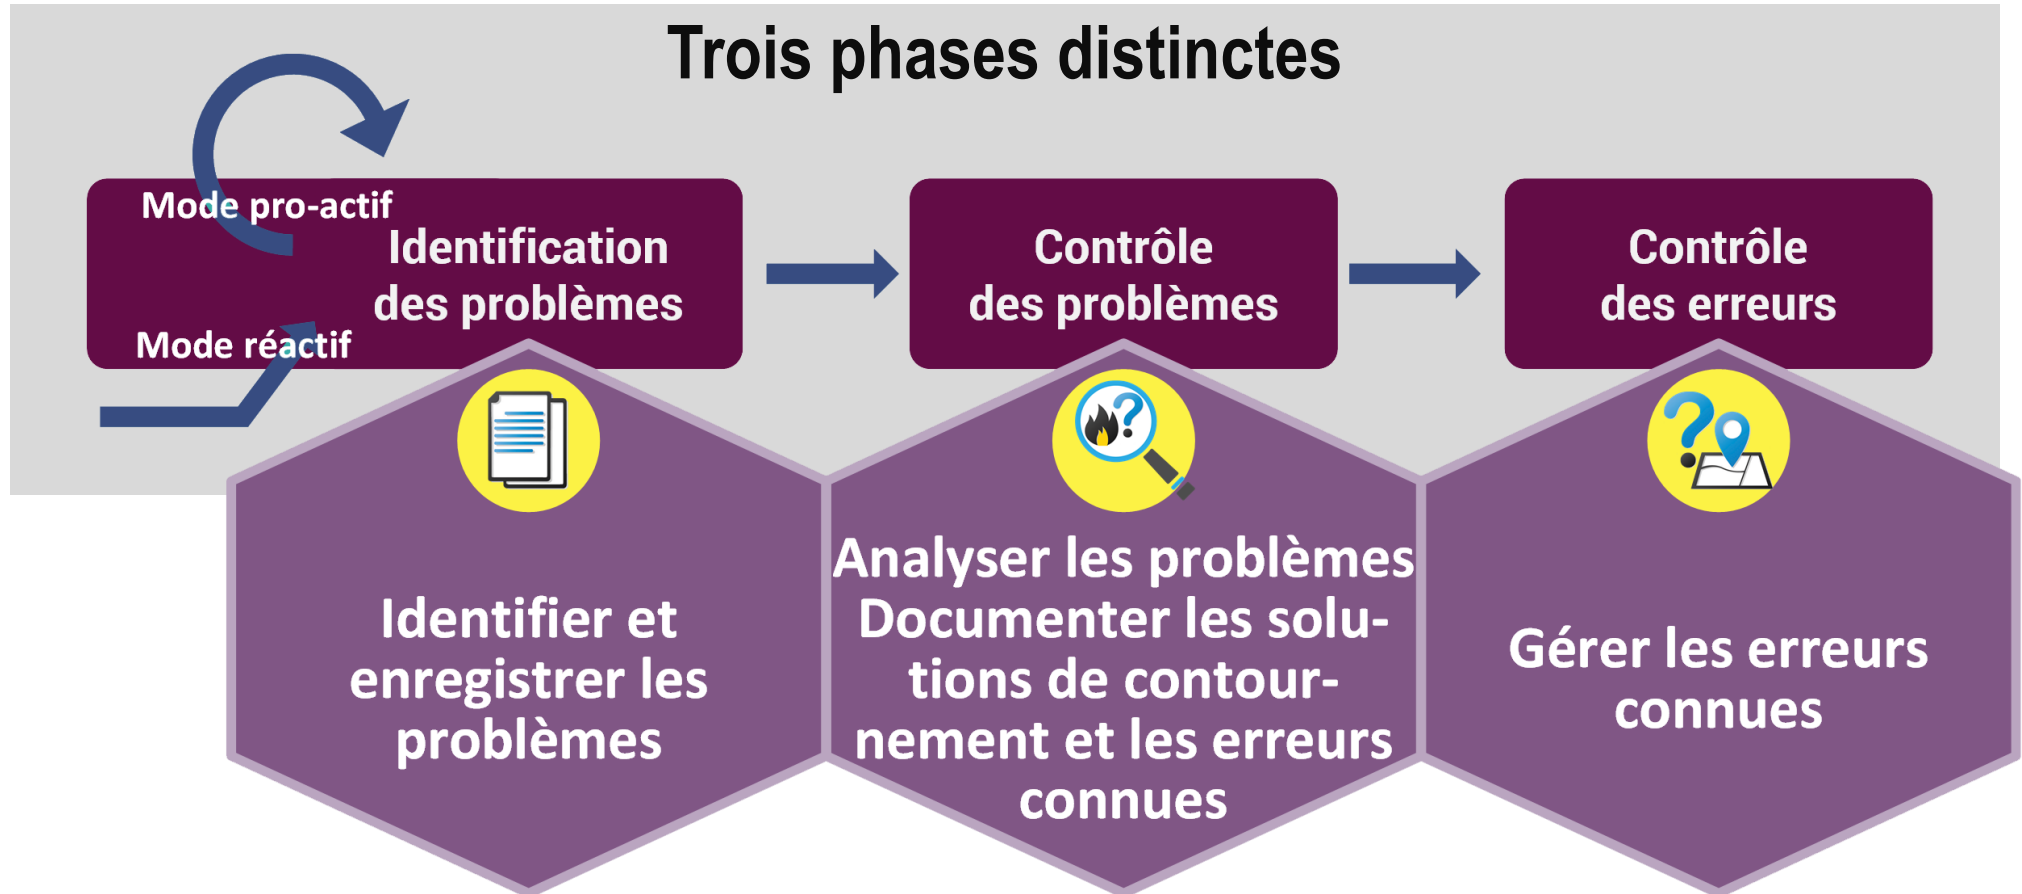 Trois phases distinctes
Mode pro-actif
Identification
des problèmes
Mode réactif
Contrôle
des problèmes
Contrôle
des erreurs
Identifier et
enregistrer les
problèmes
Analyser les problèmes
Documenter les solu-
tions de contour-
nement et les erreurs
connues
Gérer les erreurs
connues